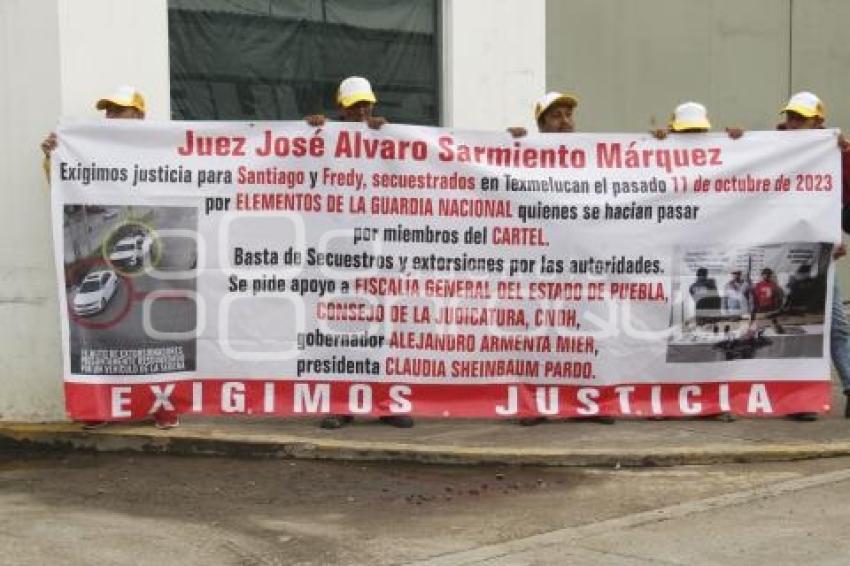 Juez José Alvaro Sarmiento Márquez
Exigimos justicia para Santiago y Fredy, secuestrados en Texmelucan el pasado 11 de octubre de 2023
por ELEMENTOS DE LA GUARDIA NACIONAL quienes se hacían pasar
por miembros del CARTEL.
Basta de Secuestros y extorsiones por las autoridades.
Se pide apoyo a FISCALÍA GENERAL DEL ESTADO DE PUEBLA,
CONSEJO DE LA JUDICATURA, CNDH,
gobernador ALEJANDRO ARMENTA MIER,
presidenta CLAUDIA SHEINBAUM PARDO.
EXIGIMOS JUSTICIA